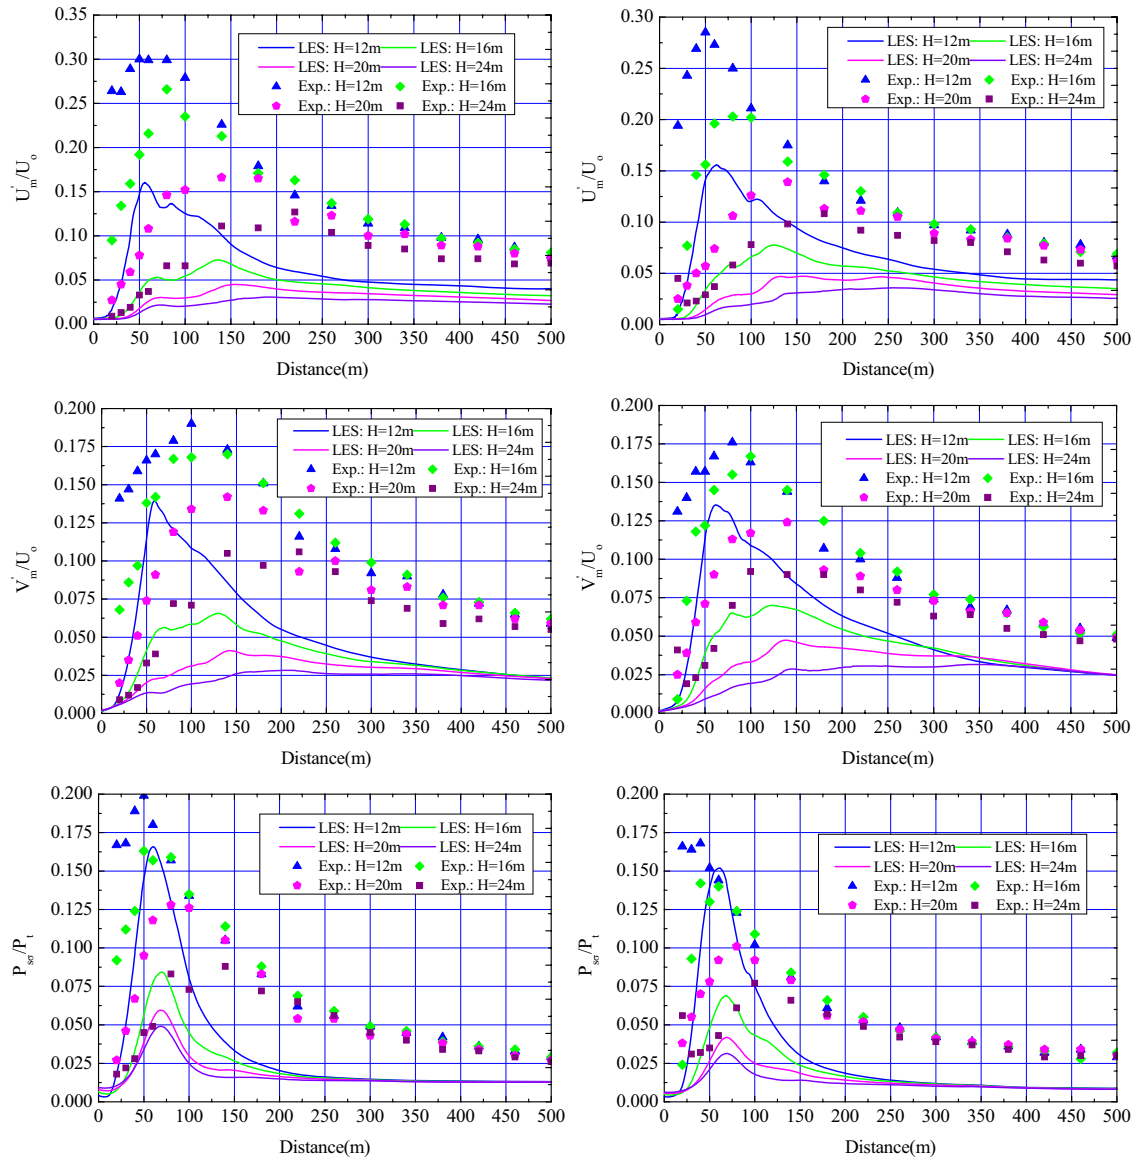 0.35
0.30
0.25
0.20
0.15
0.10
0.05
0.00
U'm/Uo
LES: H=12m LES: H=16m
LES: H=20m LES: H=24m
Exp.: H=12m Exp.: H=16m
Exp.: H=20m Exp.: H=24m
0 50 100 150 200 250 300 350 400 450 500
Distance(m)
0.30
0.25
0.20
0.15
0.10
0.05
0.00
U'm/Uo
LES: H=12m LES: H=16m
LES: H=20m LES: H=24m
Exp.: H=12m Exp.: H=16m
Exp.: H=20m Exp.: H=24m
0 50 100 150 200 250 300 350 400 450 500
Distance(m)
0.200
0.175
0.150
0.125
0.100
0.075
0.050
0.025
0.000
V'm/Uo
LES: H=12m LES: H=16m
LES: H=20m LES: H=24m
Exp.: H=12m Exp.: H=16m
Exp.: H=20m Exp.: H=24m
0 50 100 150 200 250 300 350 400 450 500
Distance(m)
0.200
0.175
0.150
0.125
0.100
0.075
0.050
0.025
0.000
V'm/Uo
LES: H=12m LES: H=16m
LES: H=20m LES: H=24m
Exp.: H=12m Exp.: H=16m
Exp.: H=20m Exp.: H=24m
0 50 100 150 200 250 300 350 400 450 500
Distance(m)
0.200
0.175
0.150
0.125
0.100
0.075
0.050
0.025
0.000
Pseσ/Pt
LES: H=12m LES: H=16m
LES: H=20m LES: H=24m
Exp.: H=12m Exp.: H=16m
Exp.: H=20m Exp.: H=24m
0 50 100 150 200 250 300 350 400 450 500
Distance(m)
0.200
0.175
0.150
0.125
0.100
0.075
0.050
0.025
0.000
Pseσ/Pt
LES: H=12m LES: H=16m
LES: H=20m LES: H=24m
Exp.: H=12m Exp.: H=16m
Exp.: H=20m Exp.: H=24m
0 50 100 150 200 250 300 350 400 450 500
Distance(m)